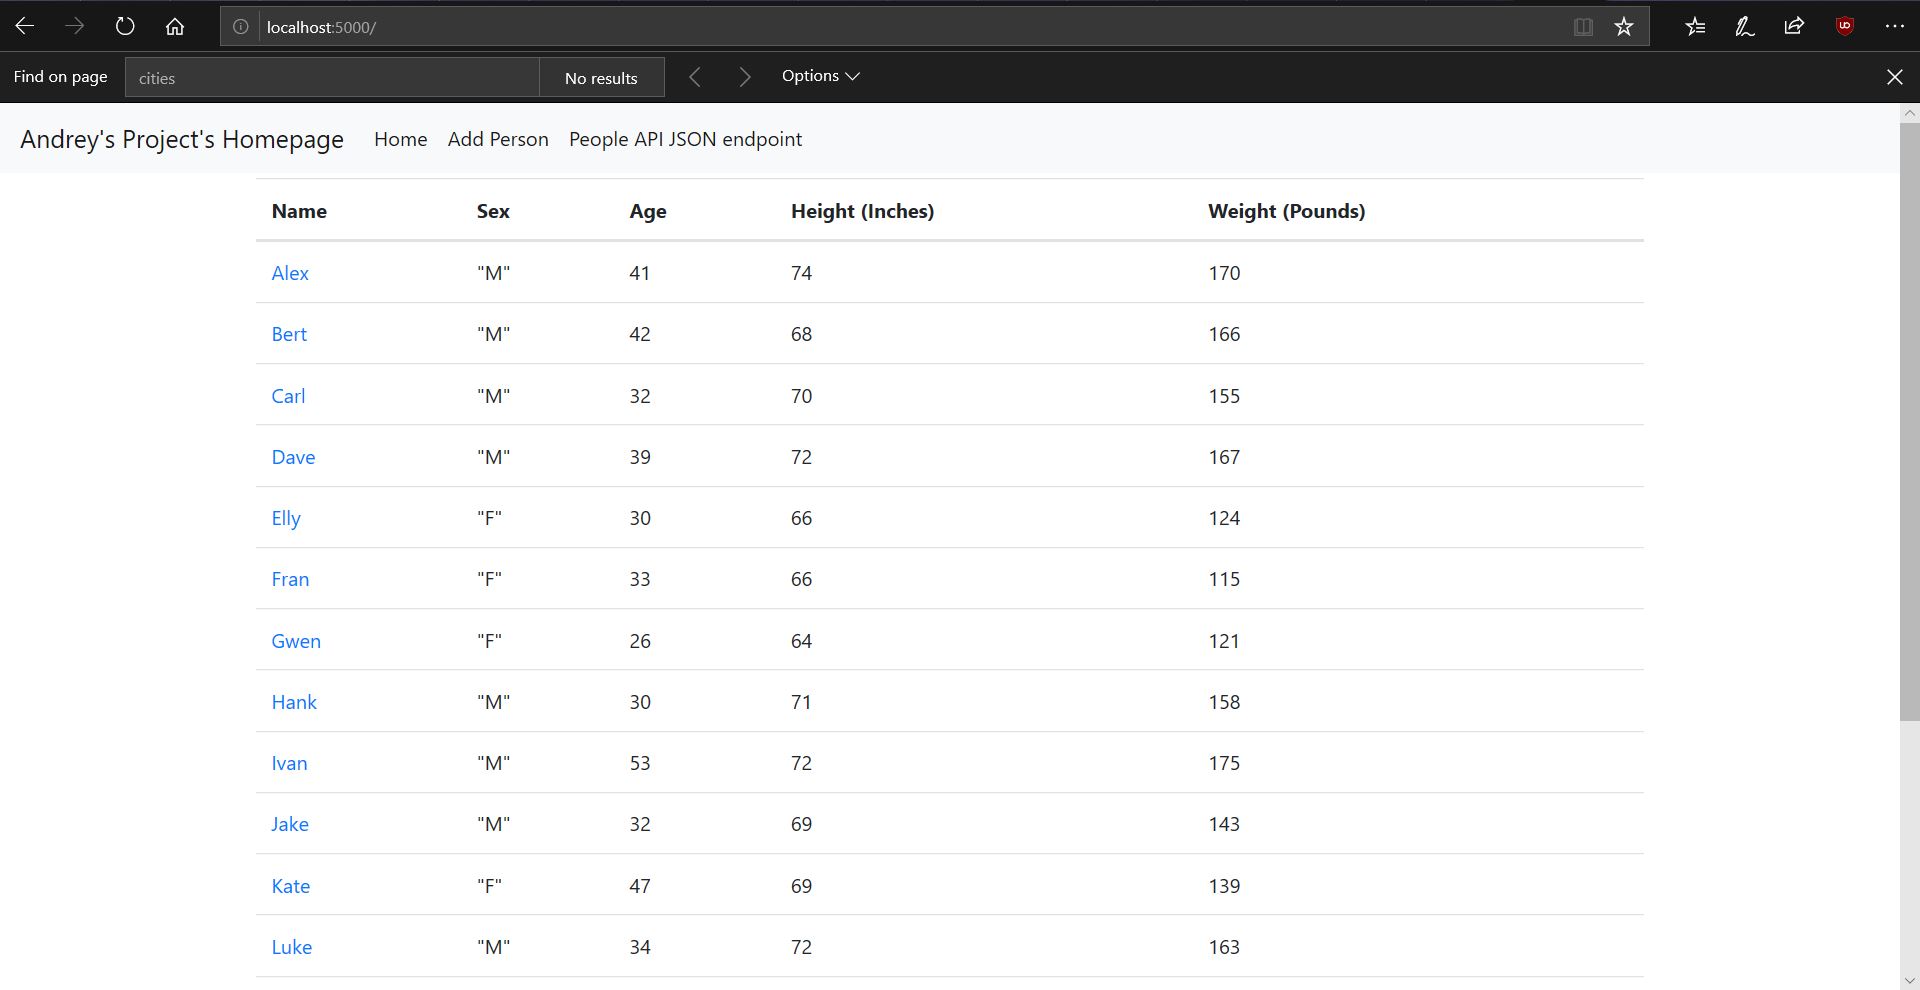 localhost:5000/
Find on page cities No results Options
Andrey's Project's Homepage Home Add Person People API JSON endpoint
Name Sex Age Height (Inches) Weight (Pounds)
Alex "M" 41 74 170
Bert "M" 42 68 166
Carl "M" 32 70 155
Dave "M" 39 72 167
Elly "F" 30 66 124
Fran "F" 33 66 115
Gwen "F" 26 64 121
Hank "M" 30 71 158
Ivan "M" 53 72 175
Jake "M" 32 69 143
Kate "F" 47 69 139
Luke "M" 34 72 163